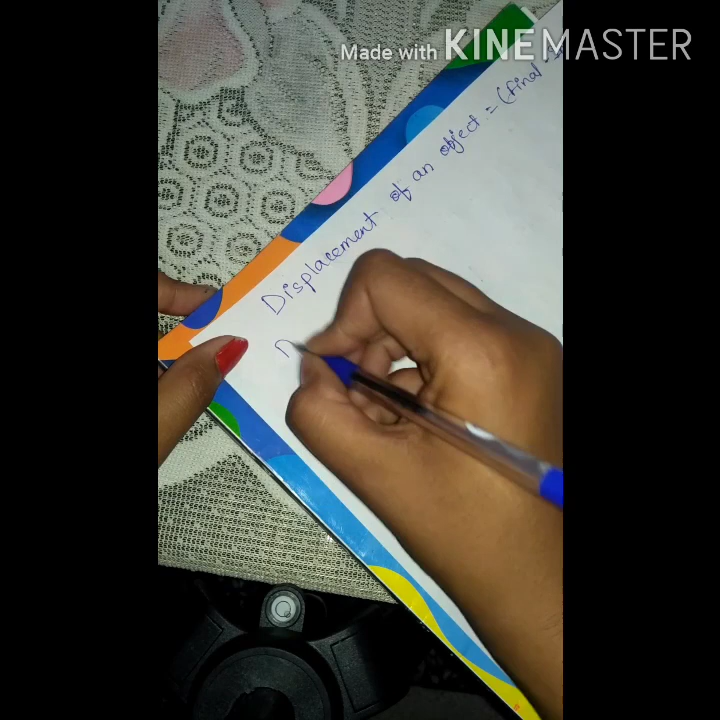 Made with KINEMASTER
Displacement of an object = (final